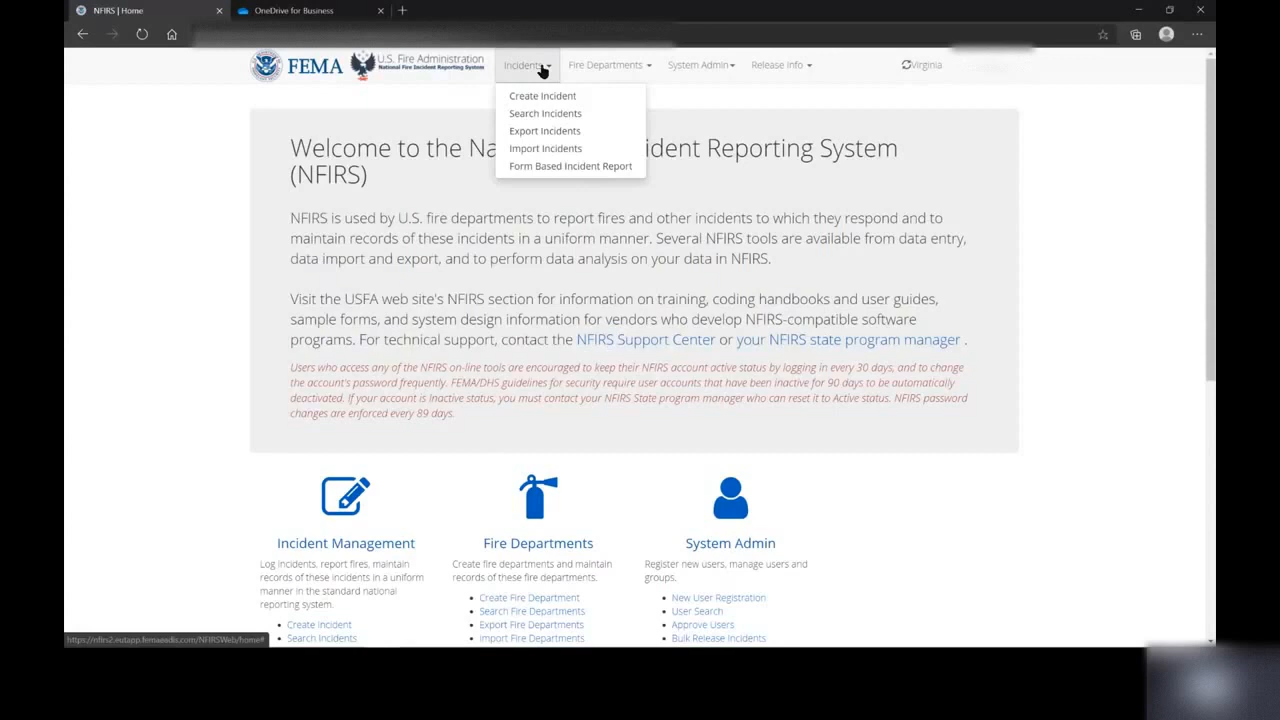 NFIRS | Home
OneDrive for Business
FEMA
U.S. Fire Administration
National Fire Incident Reporting System
Incidents
Fire Departments
System Admin
Release Info
Virginia
Create Incident
Search Incidents
Export Incidents
Import Incidents
Form Based Incident Report
Welcome to the Na ident Reporting System
(NFIRS)
NFIRS is used by U.S. fire departments to report fires and other incidents to which they respond and to
maintain records of these incidents in a uniform manner. Several NFIRS tools are available from data entry,
data import and export, and to perform data analysis on your data in NFIRS.
Visit the USFA web site's NFIRS section for information on training, coding handbooks and user guides,
sample forms, and system design information for vendors who develop NFIRS-compatible software
programs. For technical support, contact the NFIRS Support Center or your NFIRS state program manager .
Users who access any of the NFIRS on-line tools are encouraged to keep their NFIRS account active status by logging in every 30 days, and to change
the account's password frequently. FEMA/DHS guidelines for security require user accounts that have been inactive for 90 days to be automatically
deactivated. If your account is Inactive status, you must contact your NFIRS State program manager who can reset it to Active status. NFIRS password
changes are enforced every 89 days.
Incident Management
Log incidents, report fires, maintain
records of these incidents in a uniform
manner in the standard national
reporting system.
Create Incident
Search Incidents
Fire Departments
Create fire departments and maintain
records of these fire departments.
Create Fire Department
Search Fire Departments
Export Fire Departments
Import Fire Departments
System Admin
Register new users, manage users and
groups.
New User Registration
User Search
Approve Users
Bulk Release Incidents